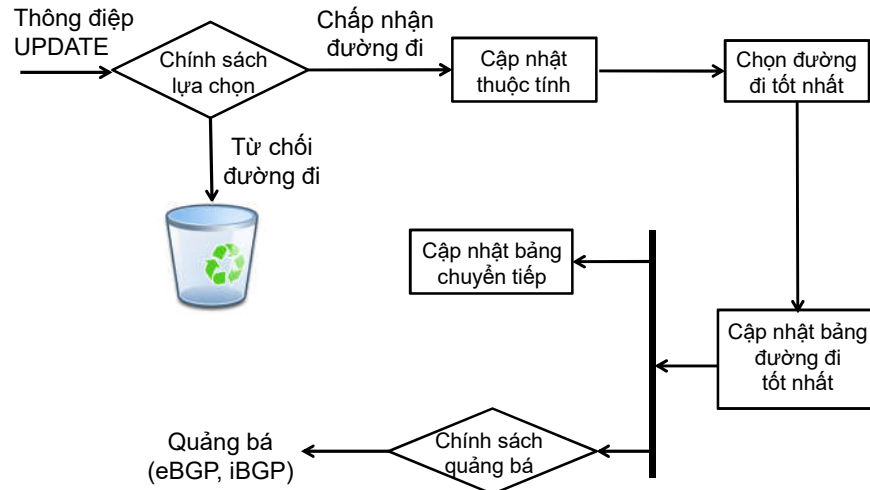 Thông điệp
UPDATE
Chính sách
lựa chọn
Chấp nhận
đường đi
Cập nhật
thuộc tính
Chọn đường
đi tốt nhất
Từ chối
đường đi
Cập nhật bảng
chuyển tiếp
Cập nhật bảng
đường đi
tốt nhất
Chính sách
quảng bá
Quảng bá
(eBGP, iBGP)